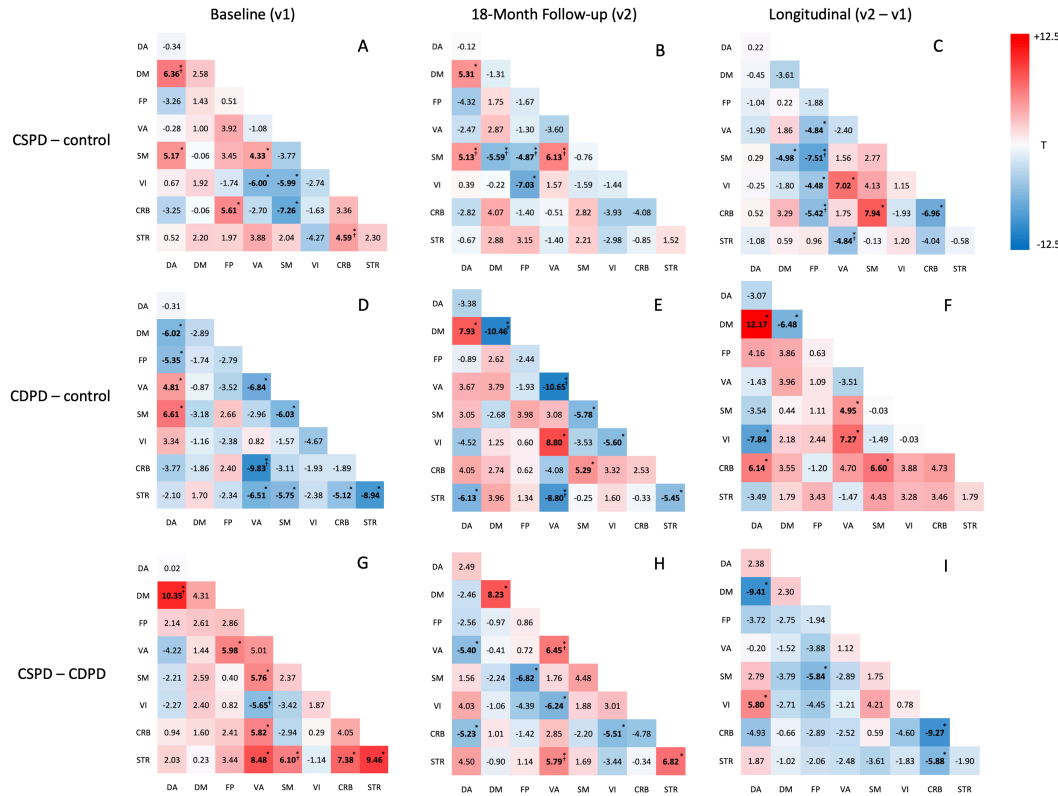 Baseline (v1)
18-Month Follow-up (v2)
Longitudinal (v2 – v1)
CSPD – control
A
DA -0.34
DM 6.36*† 2.58
FP -3.26 1.43 0.51
VA -0.28 1.00 3.92 -1.08
SM 5.17* -0.06 3.45 4.33* -3.77
VI 0.67 1.92 -1.74 -6.00* -5.99* -2.74
CRB -3.25 -0.06 5.61* -2.70 -7.26* -1.63 3.36
STR 0.52 2.20 1.97 3.88 2.04 -4.27 4.59*† 2.30
DA DM FP VA SM VI CRB STR
B
DA -0.12
DM 5.31* -1.31
FP -4.32 1.75 -1.67
VA -2.47 2.87 -1.30 -3.60
SM 5.13*† -5.59*† -4.87*† 6.13*† -0.76
VI 0.39 -0.22 -7.03* 1.57 -1.59 -1.44
CRB -2.82 4.07 -1.40 -0.51 2.82 -3.93 -4.08
STR -0.67 2.88 3.15 -1.40 2.21 -2.98 -0.85 1.52
DA DM FP VA SM VI CRB STR
C
DA 0.22
DM -0.45 -3.61
FP -1.04 0.22 -1.88
VA -1.90 1.86 -4.84* -2.40
SM 0.29 -4.98* -7.51*† 1.56 2.77
VI -0.25 -1.80 -4.48* 7.02* 4.13 1.15
CRB 0.52 3.29 -5.42*† 1.75 7.94* -1.93 -6.96*
STR -1.08 0.59 0.96 -4.84*† -0.13 1.20 -4.04 -0.58
DA DM FP VA SM VI CRB STR
+12.5
T
-12.5
CDPD – control
D
DA -0.31
DM -6.02* -2.89
FP -5.35* -1.74 -2.79
VA 4.81* -0.87 -3.52 -6.84*
SM 6.61* -3.18 2.66 -2.96 -6.03*
VI 3.34 -1.16 -2.38 0.82 -1.57 -4.67
CRB -3.77 -1.86 2.40 -9.83*† -3.11 -1.93 -1.89
STR -2.10 1.70 -2.34 -6.51* -5.75* -2.38 -5.12* -8.94*
DA DM FP VA SM VI CRB STR
E
DA -3.38
DM 7.93* -10.46*†
FP -0.89 2.62 -2.44
VA 3.67 3.79 -1.93 -10.65*†
SM 3.05 -2.68 3.98 3.08 -5.78*
VI -4.52 1.25 0.60 8.80* -3.53 -5.60*
CRB 4.05 2.74 0.62 -4.08 5.29* 3.32 2.53
STR -6.13* 3.96 1.34 -8.80*† -0.25 1.60 -0.33 -5.45*
DA DM FP VA SM VI CRB STR
F
DA -3.07
DM 12.17* -6.48*
FP 4.16 3.86 0.63
VA -1.43 3.96 1.09 -3.51
SM -3.54 0.44 1.11 4.95* -0.03
VI -7.84* 2.18 2.44 7.27* -1.49 -0.03
CRB 6.14* 3.55 -1.20 4.70 6.60* 3.88 4.73
STR -3.49 1.79 3.43 -1.47 4.43 3.28 3.46 1.79
DA DM FP VA SM VI CRB STR
CSPD – CDPD
G
DA 0.02
DM 10.35*† 4.31
FP 2.14 2.61 2.86
VA -4.22 1.44 5.98* 5.01
SM -2.21 2.59 0.40 5.76* 2.37
VI -2.27 2.40 0.82 -5.65*† -3.42 1.87
CRB 0.94 1.60 2.41 5.82* -2.94 0.29 4.05
STR 2.03 0.23 3.44 8.48* 6.10*† -1.14 7.38* 9.46*
DA DM FP VA SM VI CRB STR
H
DA 2.49
DM -2.46 8.23*
FP -2.56 -0.97 0.86
VA -5.40* -0.41 0.72 6.45*†
SM 1.56 -2.24 -6.82* 1.76 4.48
VI 4.03 -1.06 -4.39 -6.24* 1.88 3.01
CRB -5.23* 1.01 -1.42 2.85 -2.20 -5.51* -4.78
STR 4.50 -0.90 1.14 5.79*† 1.69 -3.44 -0.34 6.82*
DA DM FP VA SM VI CRB STR
I
DA 2.38
DM -9.41* 2.30
FP -3.72 -2.75 -1.94
VA -0.20 -1.52 -3.88 1.12
SM 2.79 -3.79 -5.84* -2.89 1.75
VI 5.80* -2.71 -4.45 -1.21 4.21 0.78
CRB -4.93 -0.66 -2.89 -2.52 0.59 -4.60 -9.27*
STR 1.87 -1.02 -2.06 -2.48 -3.61 -1.83 -5.88* -1.90
DA DM FP VA SM VI CRB STR